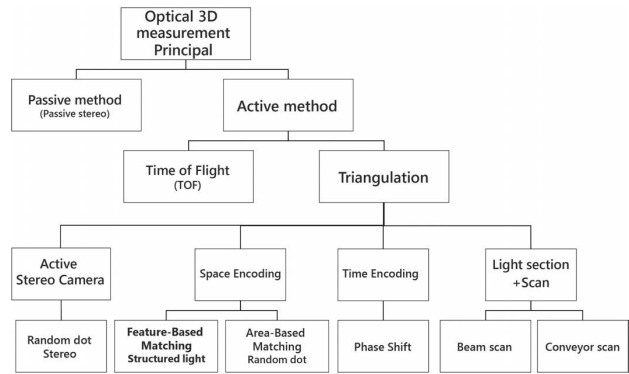 Optical 3D
measurement
Principal
Passive method
(Passive stereo)
Active method
Time of Flight
(TOF)
Triangulation
Active
Stereo Camera
Space Encoding
Time Encoding
Light section
+Scan
Random dot
Stereo
Feature-Based
Matching
Structured light
Area-Based
Matching
Random dot
Phase Shift
Beam scan
Conveyor scan